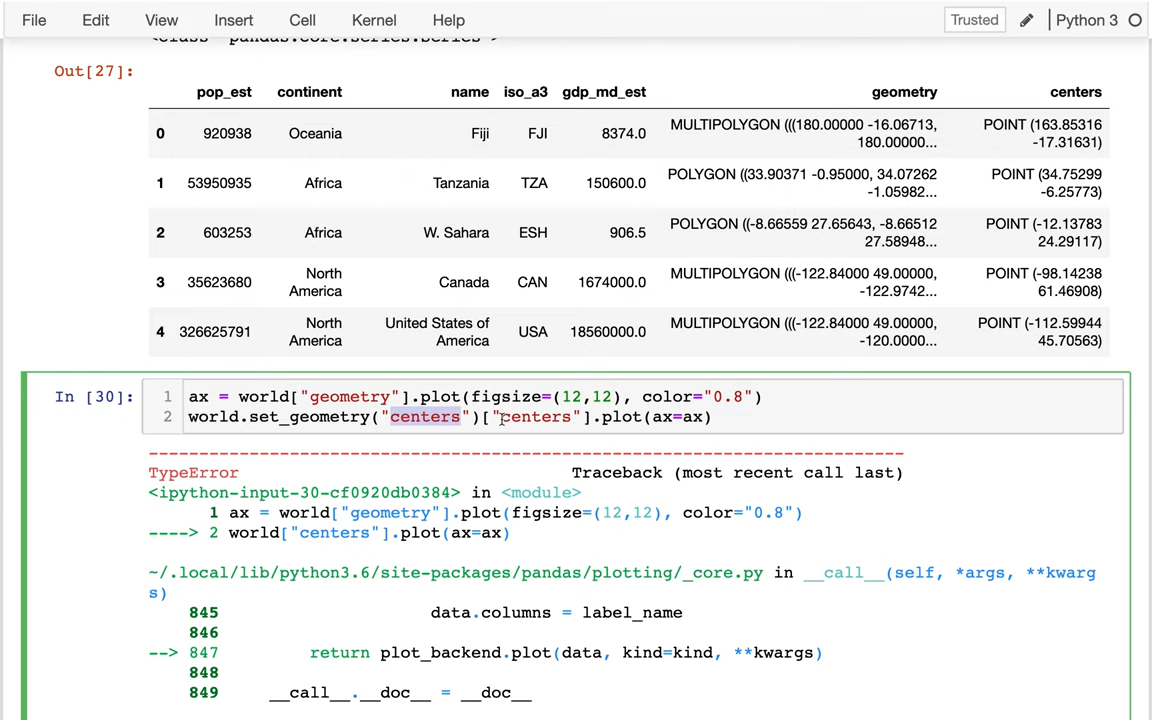 File Edit View Insert Cell Kernel Help Trusted Python 3
<class 'pandas.core.series.Series'>
Out[27]:
pop_est continent name iso_a3 gdp_md_est geometry centers
0 920938 Oceania Fiji FJI 8374.0 MULTIPOLYGON (((180.00000 -16.06713, 180.00000... POINT (163.85316 -17.31631)
1 53950935 Africa Tanzania TZA 150600.0 POLYGON ((33.90371 -0.95000, 34.07262 -1.05982... POINT (34.75299 -6.25773)
2 603253 Africa W. Sahara ESH 906.5 POLYGON ((-8.66559 27.65643, -8.66512 27.58948... POINT (-12.13783 24.29117)
3 35623680 North America Canada CAN 1674000.0 MULTIPOLYGON (((-122.84000 49.00000, -122.9742... POINT (-98.14238 61.46908)
4 326625791 North America United States of America USA 18560000.0 MULTIPOLYGON (((-122.84000 49.00000, -120.0000... POINT (-112.59944 45.70563)
In [30]: 1 ax = world["geometry"].plot(figsize=(12,12), color="0.8")
2 world.set_geometry("centers")["centers"].plot(ax=ax)
---------------------------------------------------------------------------
TypeError Traceback (most recent call last)
<ipython-input-30-cf0920db0384> in <module>
1 ax = world["geometry"].plot(figsize=(12,12), color="0.8")
----> 2 world["centers"].plot(ax=ax)
~/.local/lib/python3.6/site-packages/pandas/plotting/_core.py in __call__(self, *args, **kwarg
s)
845 data.columns = label_name
846
--> 847 return plot_backend.plot(data, kind=kind, **kwargs)
848
849 __call__.__doc__ = __doc__